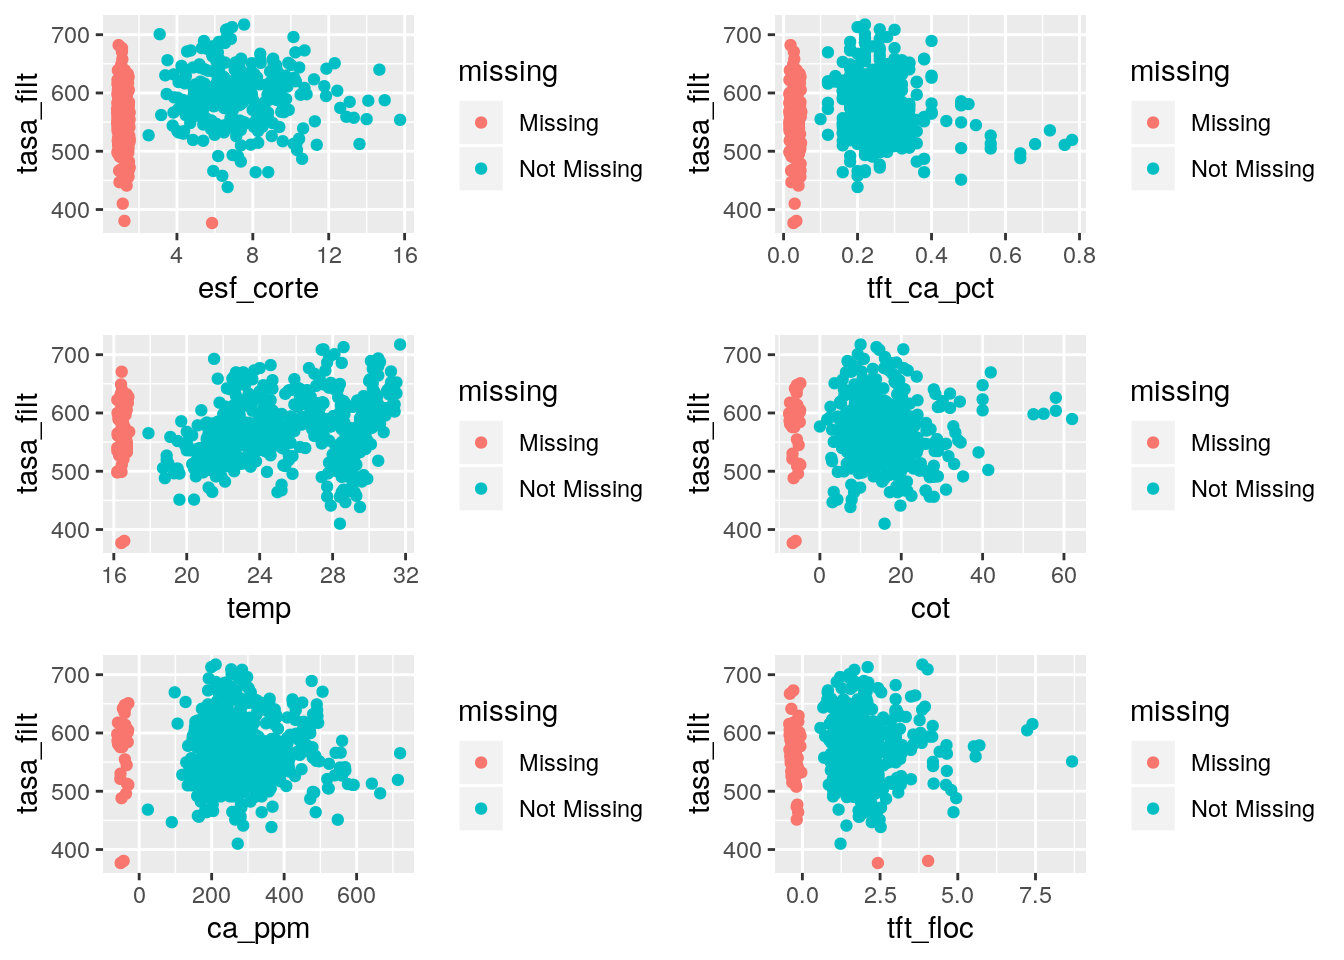 700
600
500
400
tasa_filt
4 8 12 16
esf_corte
missing
Missing
Not Missing
700
600
500
400
tasa_filt
0.0 0.2 0.4 0.6 0.8
tft_ca_pct
missing
Missing
Not Missing
700
600
500
400
tasa_filt
16 20 24 28 32
temp
missing
Missing
Not Missing
700
600
500
400
tasa_filt
0 20 40 60
cot
missing
Missing
Not Missing
700
600
500
400
tasa_filt
0 200 400 600
ca_ppm
missing
Missing
Not Missing
700
600
500
400
tasa_filt
0.0 2.5 5.0 7.5
tft_floc
missing
Missing
Not Missing